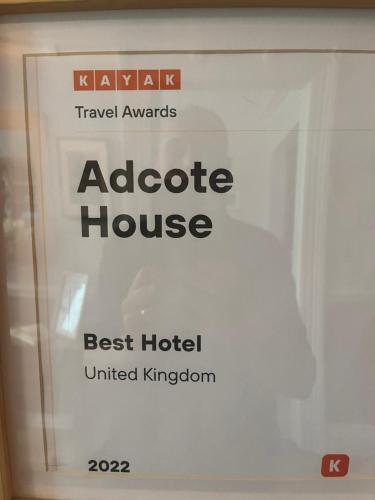 KAYAK
Travel Awards
Adcote
House
Best Hotel
United Kingdom
2022
K